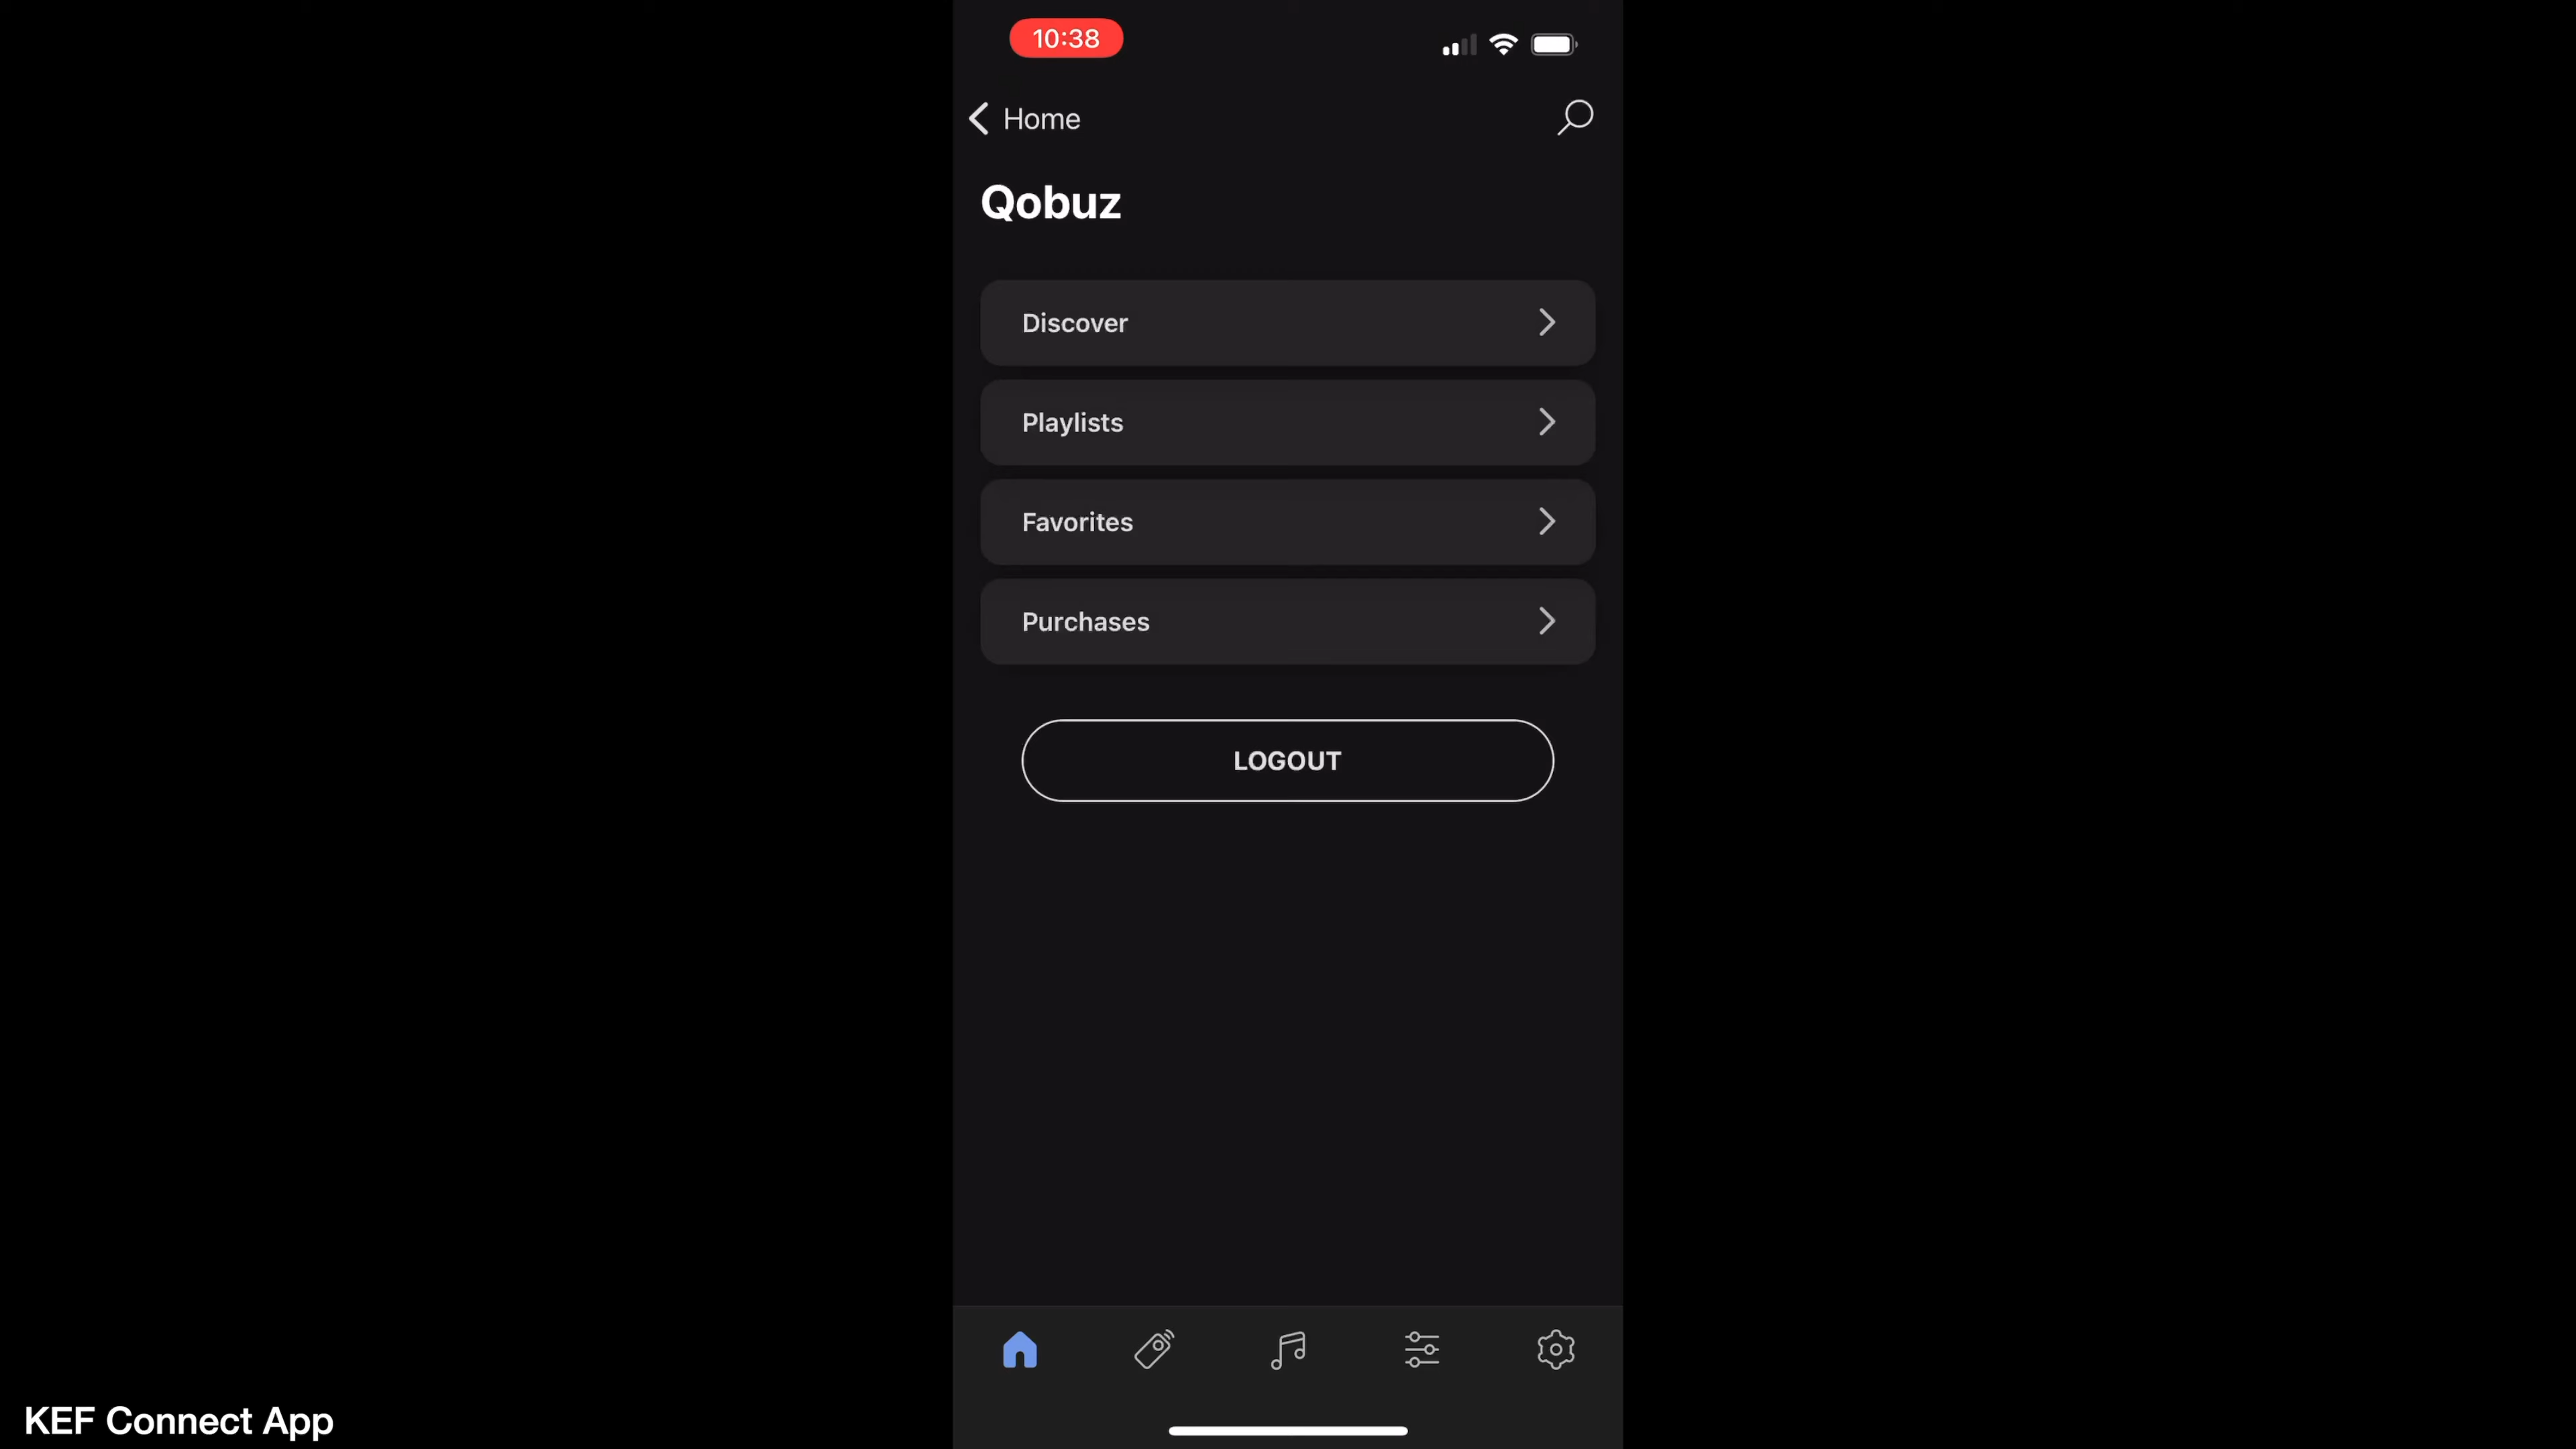 10:38
Home
Qobuz
Discover
Playlists
Favorites
Purchases
LOGOUT
KEF Connect App